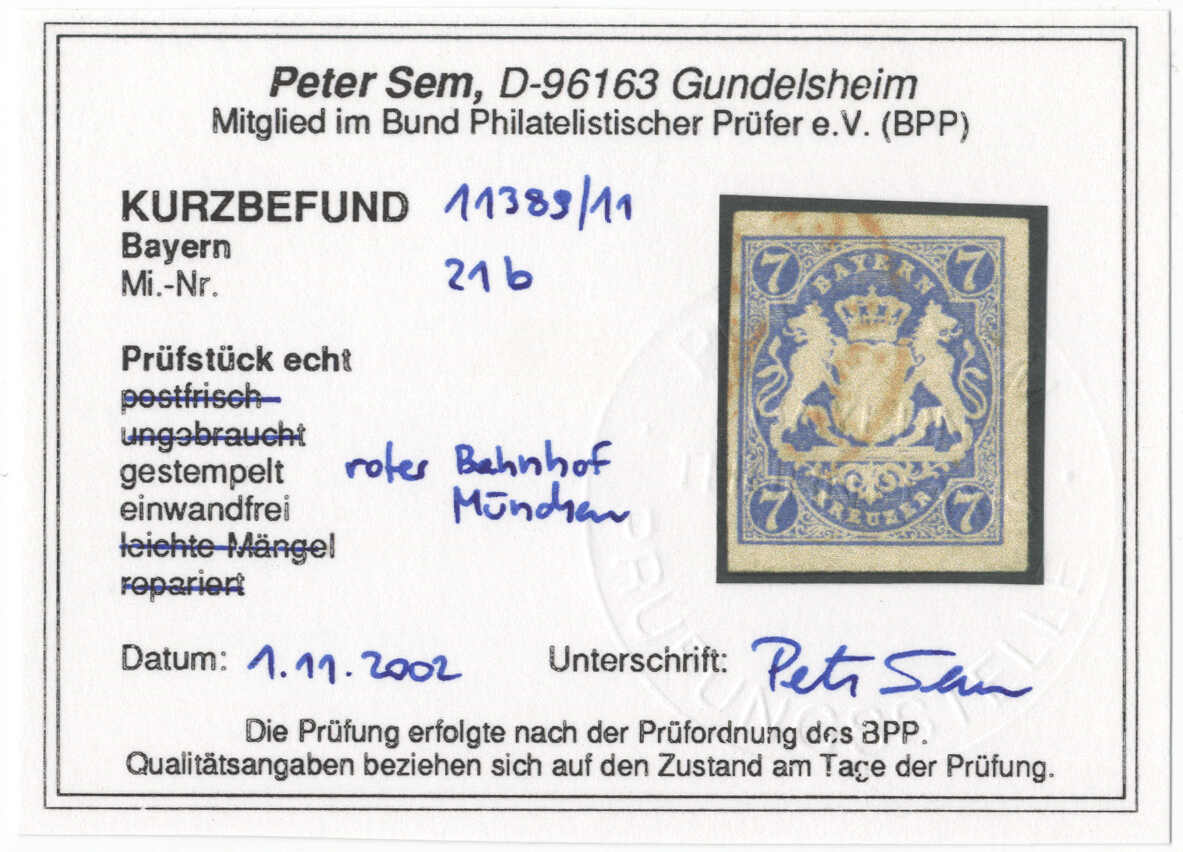 Peter Sem, D-96163 Gundelsheim
Mitglied im Bund Philatelistischer Prüfer e.V. (BPP)
KURZBEFUND 11389/11
Bayern
Mi.-Nr. 21 b
Prüfstück echt
postfrisch
ungebraucht
gestempelt roter Bahnhof
einwandfrei München
leichte Mängel
repariert
7 7
BAYERN
7 7
KREUZER
PRÜFUNGSSTELLE
Datum: 1.11.2002 Unterschrift: Peter Sem
Die Prüfung erfolgte nach der Prüfordnung des BPP.
Qualitätsangaben beziehen sich auf den Zustand am Tage der Prüfung.